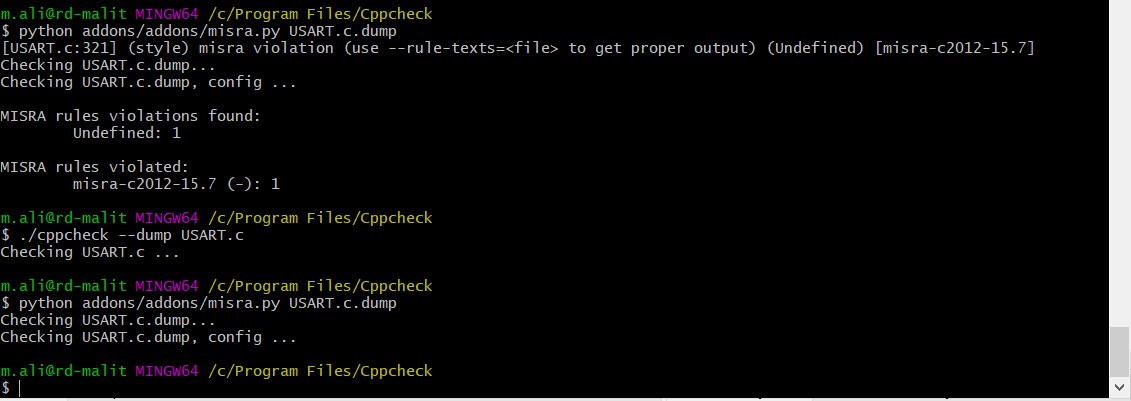 m.ali@rd-malit MINGW64 /c/Program Files/Cppcheck
$ python addons/addons/misra.py USART.c.dump
[USART.c:321] (style) misra violation (use --rule-texts=<file> to get proper output) (Undefined) [misra-c2012-15.7]
Checking USART.c.dump...
Checking USART.c.dump, config ...

MISRA rules violations found:
        Undefined: 1

MISRA rules violated:
        misra-c2012-15.7 (-): 1

m.ali@rd-malit MINGW64 /c/Program Files/Cppcheck
$ ./cppcheck --dump USART.c
Checking USART.c ...

m.ali@rd-malit MINGW64 /c/Program Files/Cppcheck
$ python addons/addons/misra.py USART.c.dump
Checking USART.c.dump...
Checking USART.c.dump, config ...

m.ali@rd-malit MINGW64 /c/Program Files/Cppcheck
$